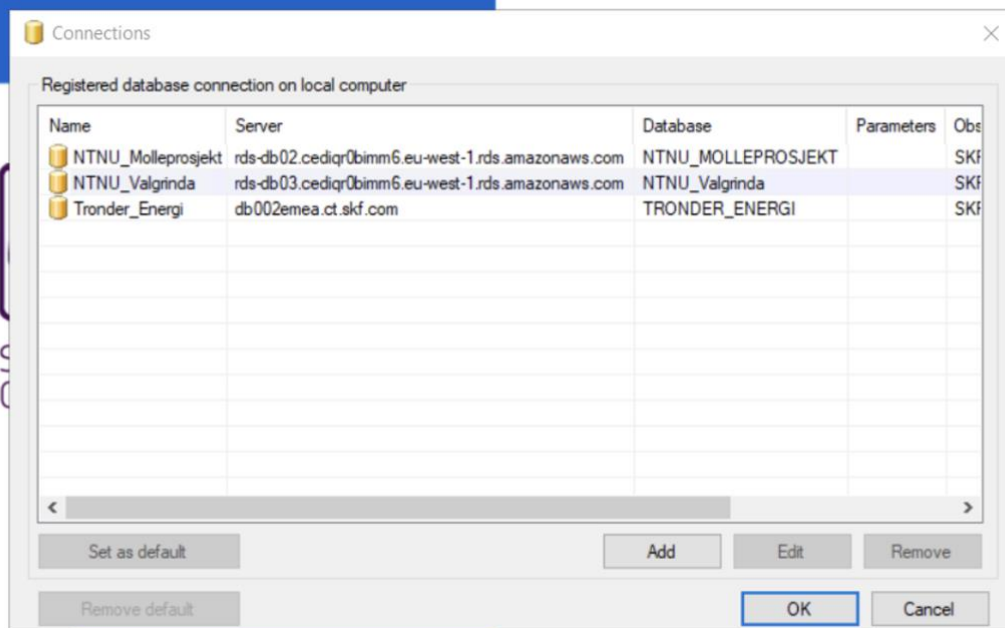 Connections
Registered database connection on local computer
Name Server Database Parameters Obs
NTNU_Molleprosjekt rds-db02.cediqr0bimm6.eu-west-1.rds.amazonaws.com NTNU_MOLLEPROSJEKT SKF
NTNU_Valgrinda rds-db03.cediqr0bimm6.eu-west-1.rds.amazonaws.com NTNU_Valgrinda SKF
Tronder_Energi db002emea.ct.skf.com TRONDER_ENERGI SKF
Set as default Add Edit Remove
Remove default OK Cancel